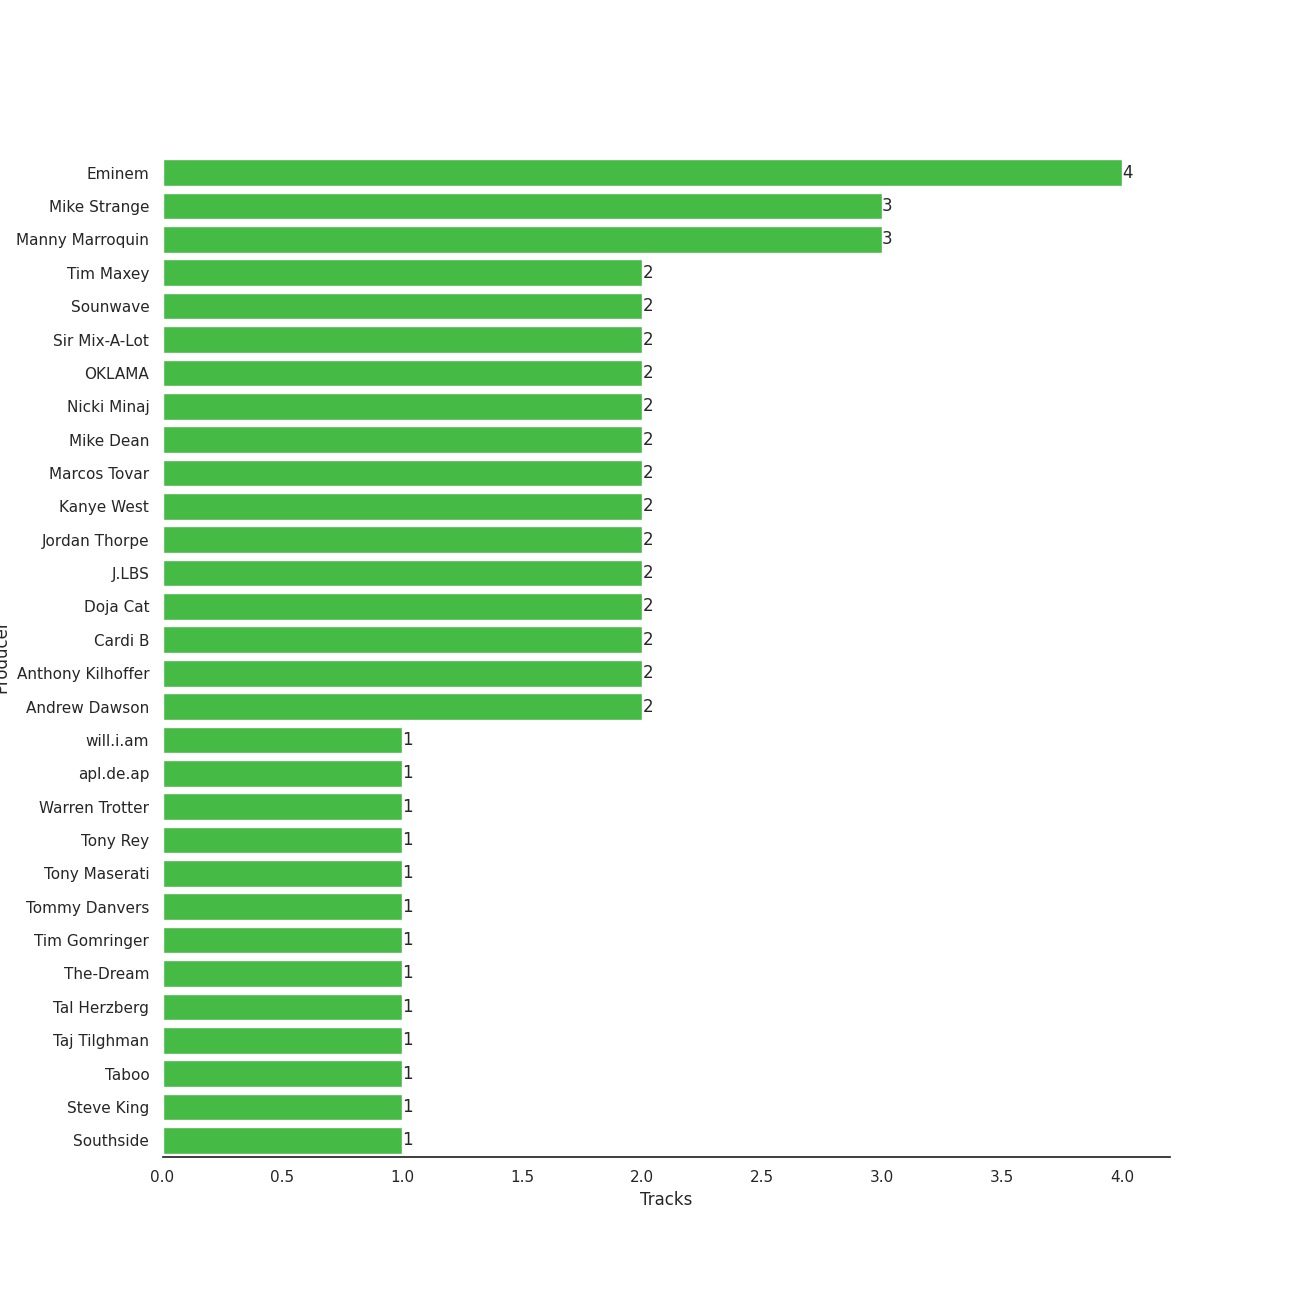 Eminem 4
Mike Strange 3
Manny Marroquin 3
Tim Maxey 2
Sounwave 2
Sir Mix-A-Lot 2
OKLAMA 2
Nicki Minaj 2
Mike Dean 2
Marcos Tovar 2
Kanye West 2
Jordan Thorpe 2
J.LBS 2
Doja Cat 2
Cardi B 2
Anthony Kilhoffer 2
Andrew Dawson 2
will.i.am 1
apl.de.ap 1
Warren Trotter 1
Tony Rey 1
Tony Maserati 1
Tommy Danvers 1
Tim Gomringer 1
The-Dream 1
Tal Herzberg 1
Taj Tilghman 1
Taboo 1
Steve King 1
Southside 1
0.0 0.5 1.0 1.5 2.0 2.5 3.0 3.5 4.0
Tracks
Producer